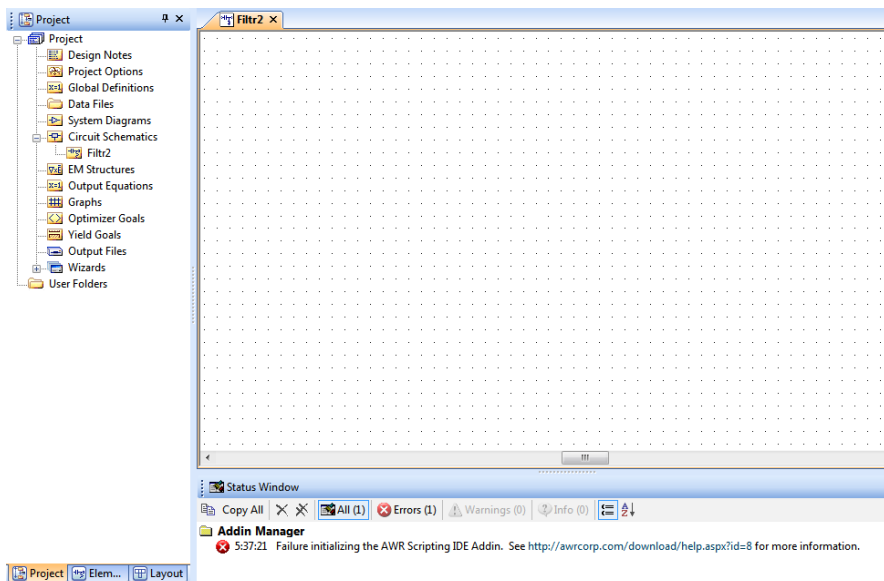 Project
Project
Design Notes
Project Options
Global Definitions
Data Files
System Diagrams
Circuit Schematics
Filtr2
EM Structures
Output Equations
Graphs
Optimizer Goals
Yield Goals
Output Files
Wizards
User Folders
Project Elem... Layout
Filtr2
Status Window
Copy All All (1) Errors (1) Warnings (0) Info (0)
Addin Manager
5:37:21 Failure initializing the AWR Scripting IDE Addin. See http://awrcorp.com/download/help.aspx?id=8 for more information.